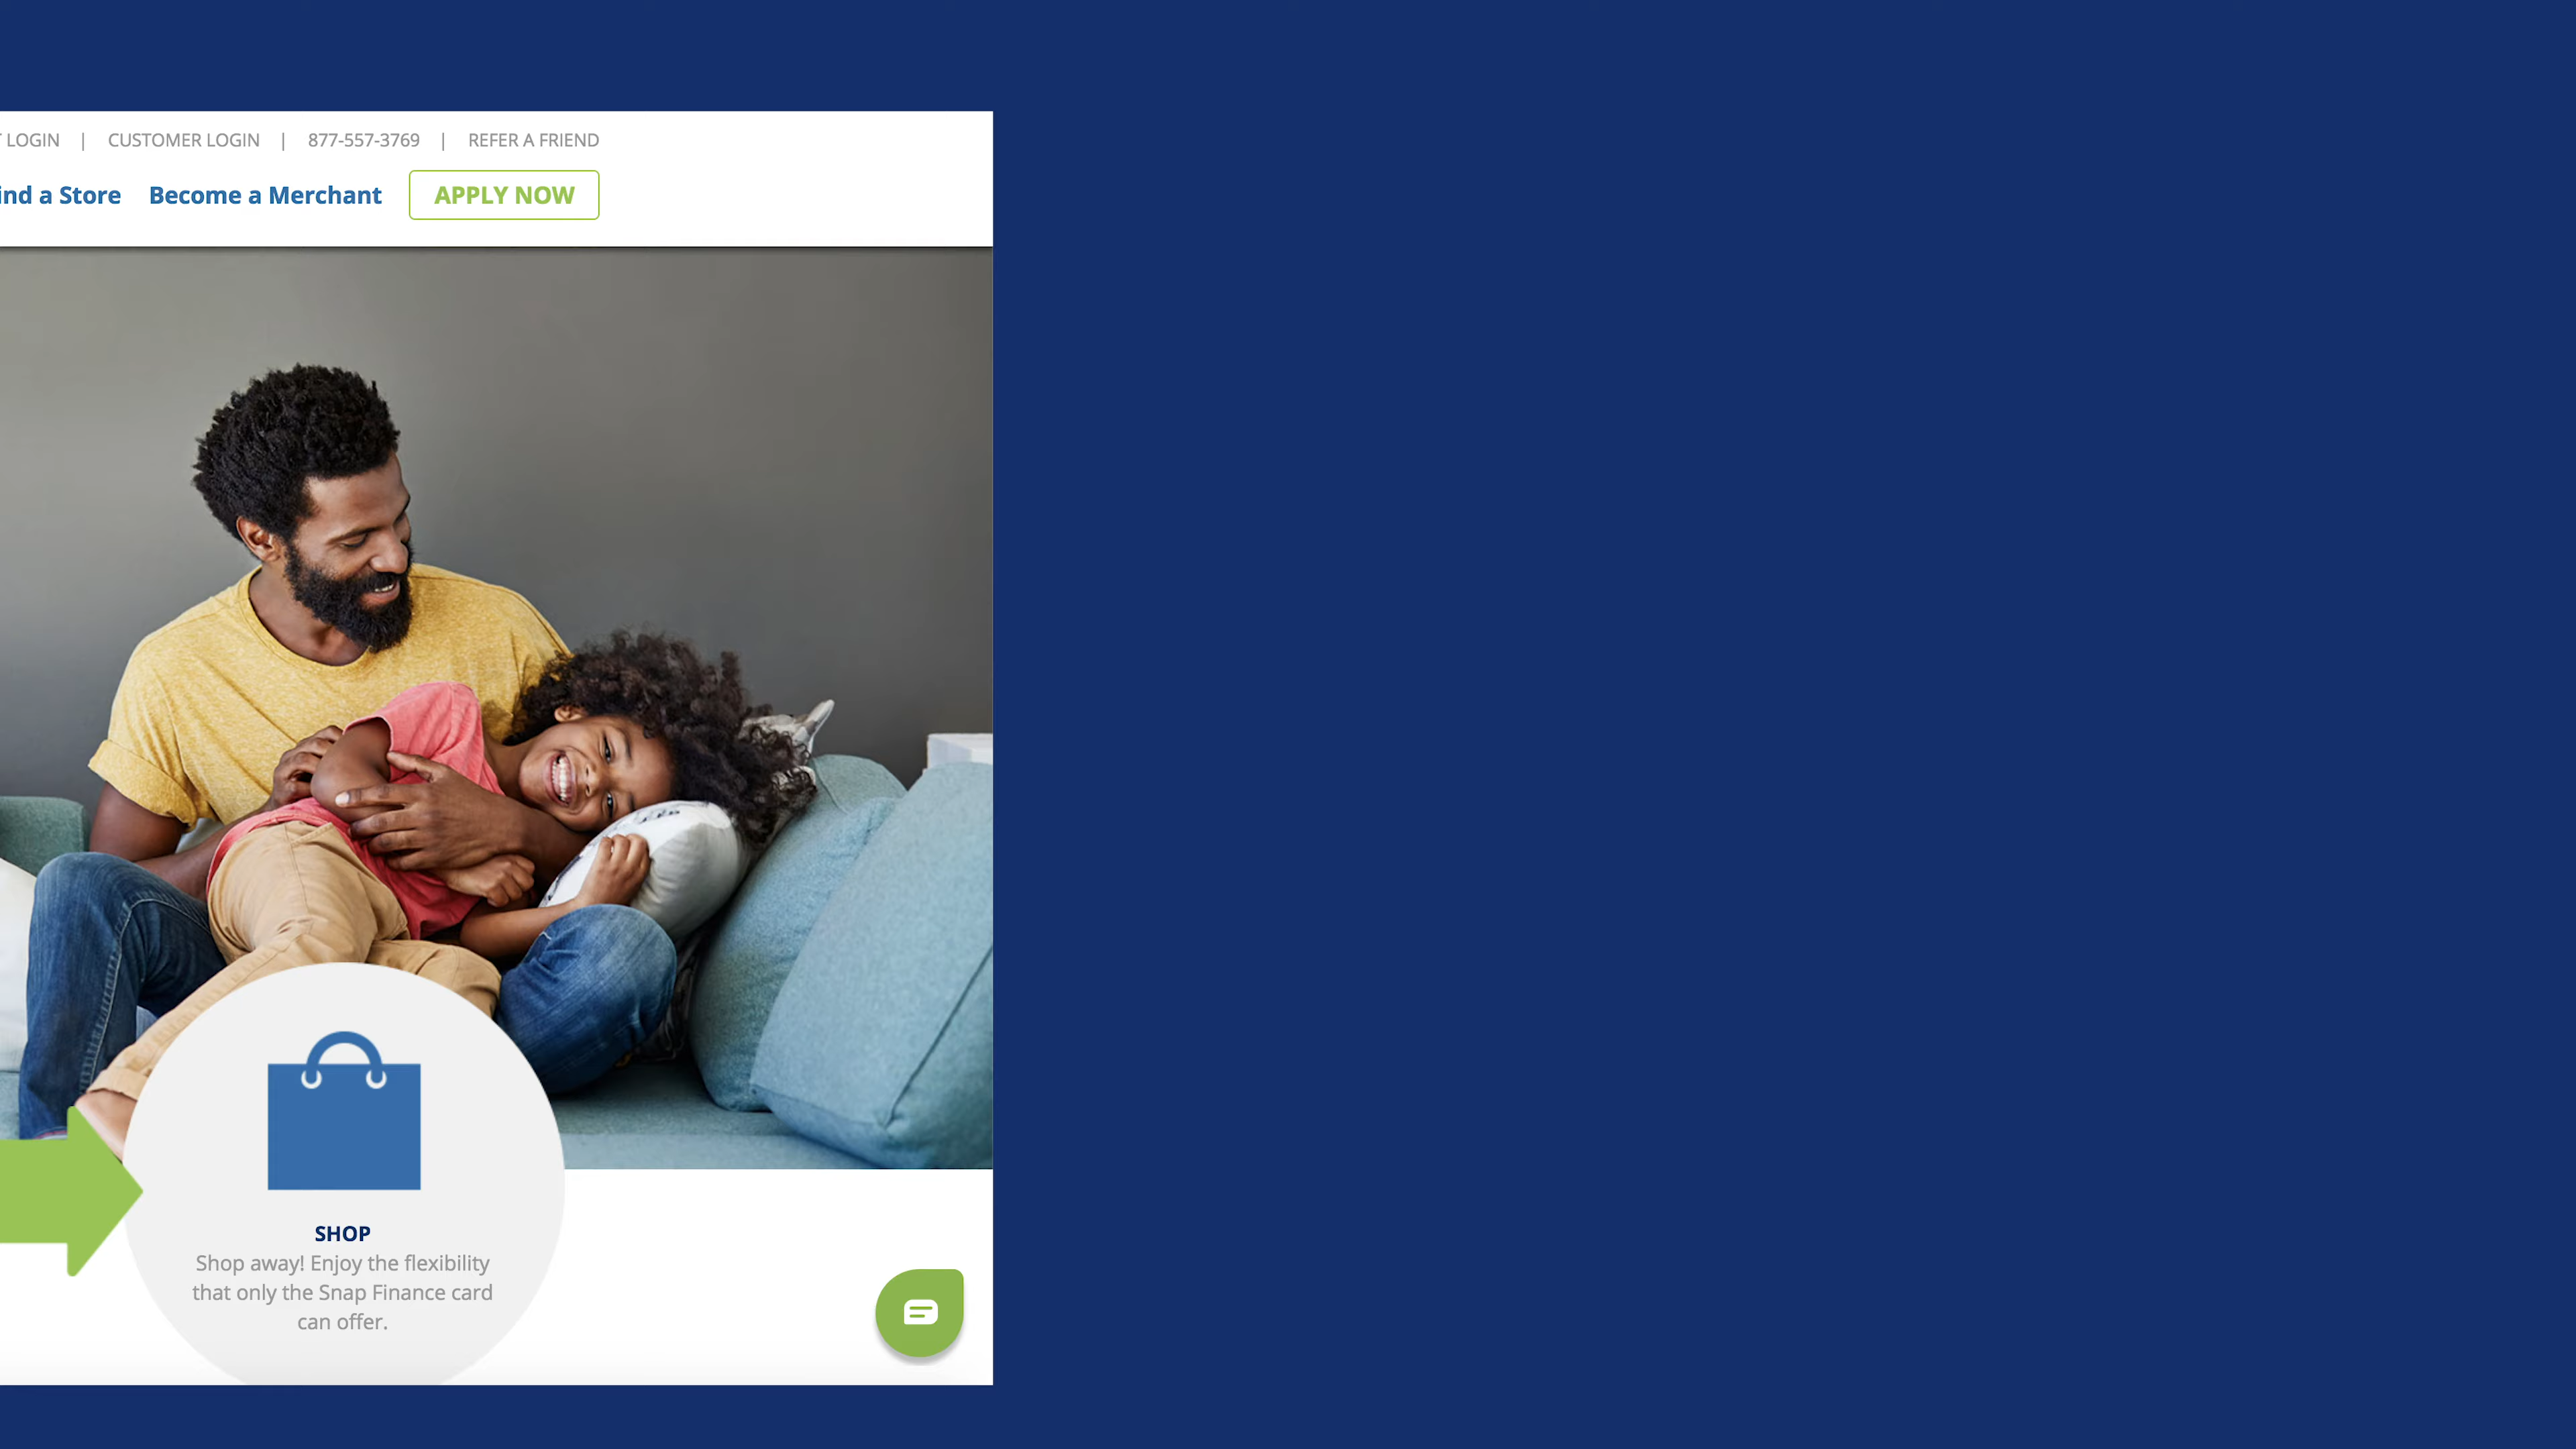 LOGIN | CUSTOMER LOGIN | 877-557-3769 | REFER A FRIEND
ind a Store Become a Merchant APPLY NOW
SHOP
Shop away! Enjoy the flexibility
that only the Snap Finance card
can offer.